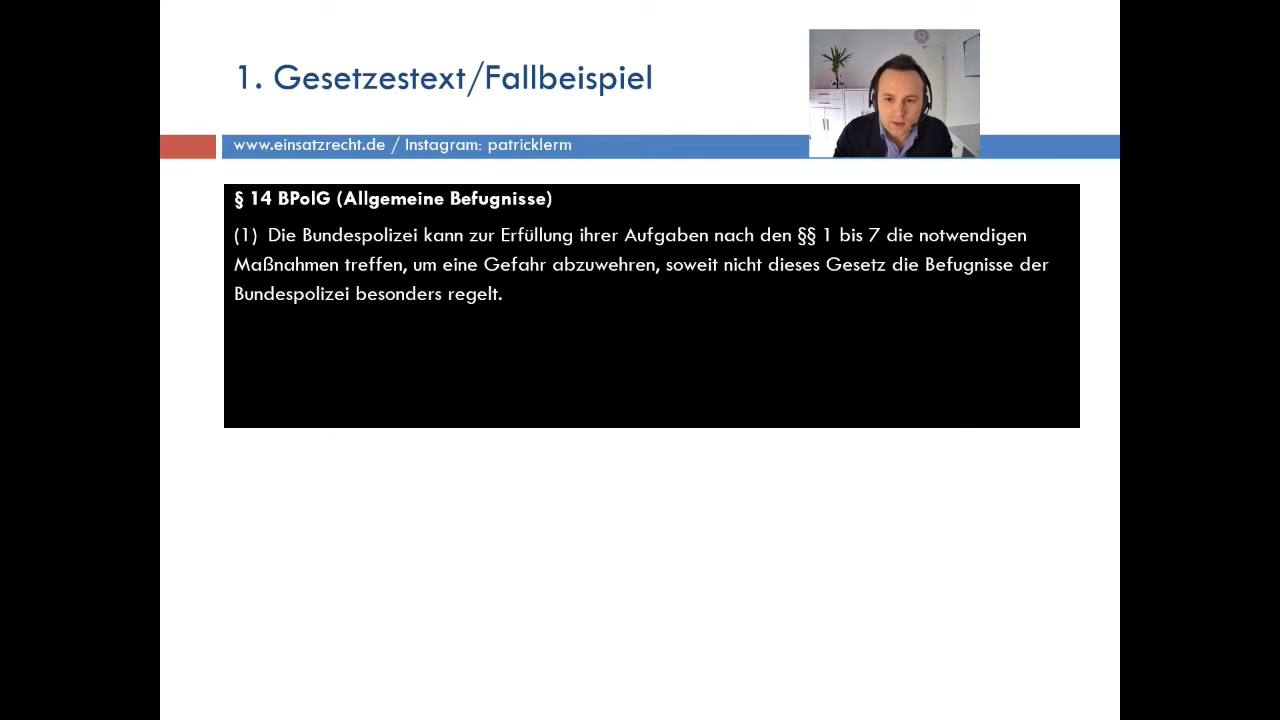 1. Gesetzestext/Fallbeispiel
www.einsatzrecht.de / Instagram: patricklerm
§ 14 BPolG (Allgemeine Befugnisse)
(1) Die Bundespolizei kann zur Erfüllung ihrer Aufgaben nach den §§ 1 bis 7 die notwendigen
Maßnahmen treffen, um eine Gefahr abzuwehren, soweit nicht dieses Gesetz die Befugnisse der
Bundespolizei besonders regelt.